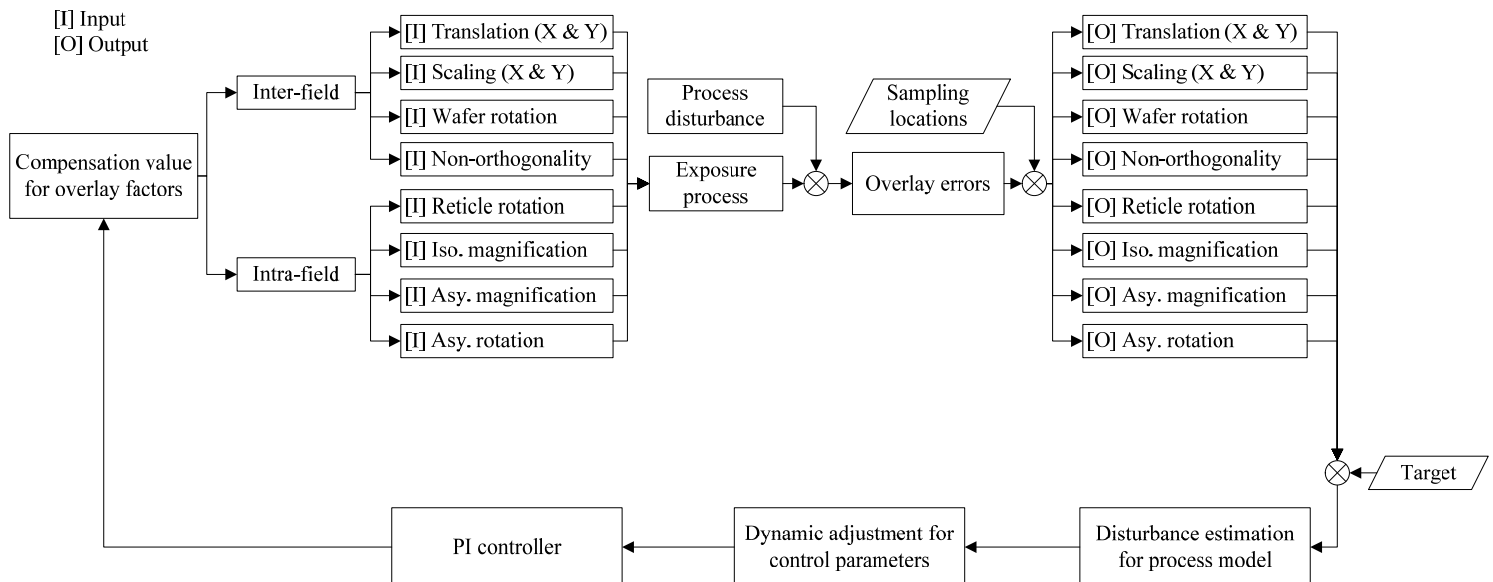 [I] Input
[O] Output
Compensation value
for overlay factors
Inter-field
Intra-field
[I] Translation (X & Y)
[I] Scaling (X & Y)
[I] Wafer rotation
[I] Non-orthogonality
[I] Reticle rotation
[I] Iso. magnification
[I] Asy. magnification
[I] Asy. rotation
Process
disturbance
Exposure
process
Sampling
locations
Overlay errors
[O] Translation (X & Y)
[O] Scaling (X & Y)
[O] Wafer rotation
[O] Non-orthogonality
[O] Reticle rotation
[O] Iso. magnification
[O] Asy. magnification
[O] Asy. rotation
Target
Disturbance estimation
for process model
Dynamic adjustment for
control parameters
PI controller